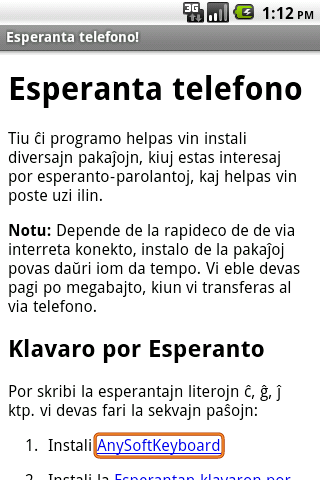 3G 1:12 PM
Esperanta telefono!
Esperanta telefono
Tiu ĉi programo helpas vin instali
diversajn pakaĵojn, kiuj estas interesaj
por esperanto-parolantoj, kaj helpas vin
poste uzi ilin.
Notu: Depende de la rapideco de de via
interreta konekto, instalo de la pakaĵoj
povas daŭri iom da tempo. Vi eble devas
pagi po megabajto, kiun vi transferas al
via telefono.
Klavaro por Esperanto
Por skribi la esperantajn literojn ĉ, ĝ, ĵ
ktp. vi devas fari la sekvajn paŝojn:
1. Instali AnySoftKeyboard
2. Instali la Esperantan klavaron por